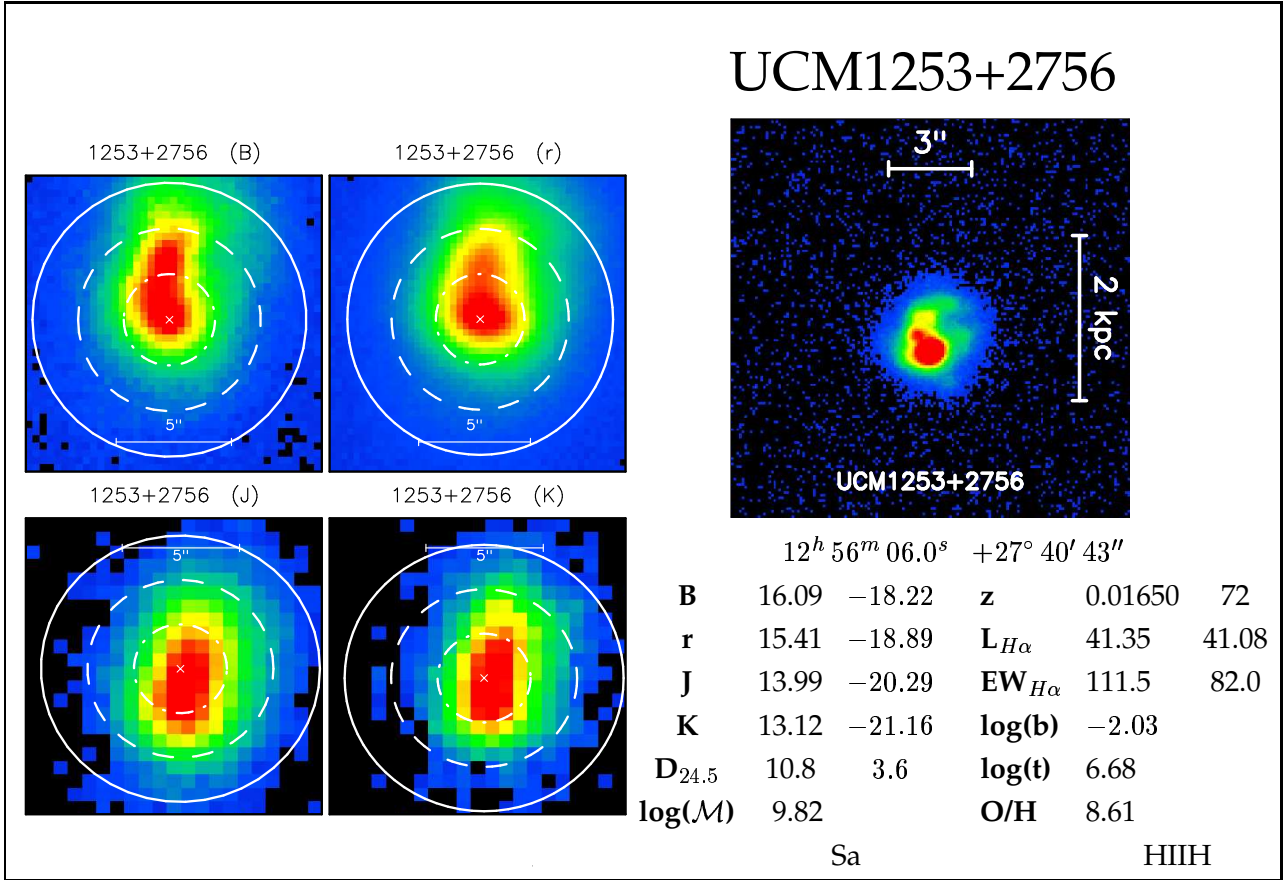 UCM1253+2756
1253+2756 (B)
1253+2756 (r)
5"
5"
1253+2756 (J)
1253+2756 (K)
5"
5"
3"
2 kpc
UCM1253+2756
12ʰ 56ᵐ 06.0ˢ +27° 40′ 43″
B 16.09 −18.22 z 0.01650 72
r 15.41 −18.89 L_Hα 41.35 41.08
J 13.99 −20.29 EW_Hα 111.5 82.0
K 13.12 −21.16 log(b) −2.03
D_24.5 10.8 3.6 log(t) 6.68
log(ℳ) 9.82 O/H 8.61
Sa HIIH